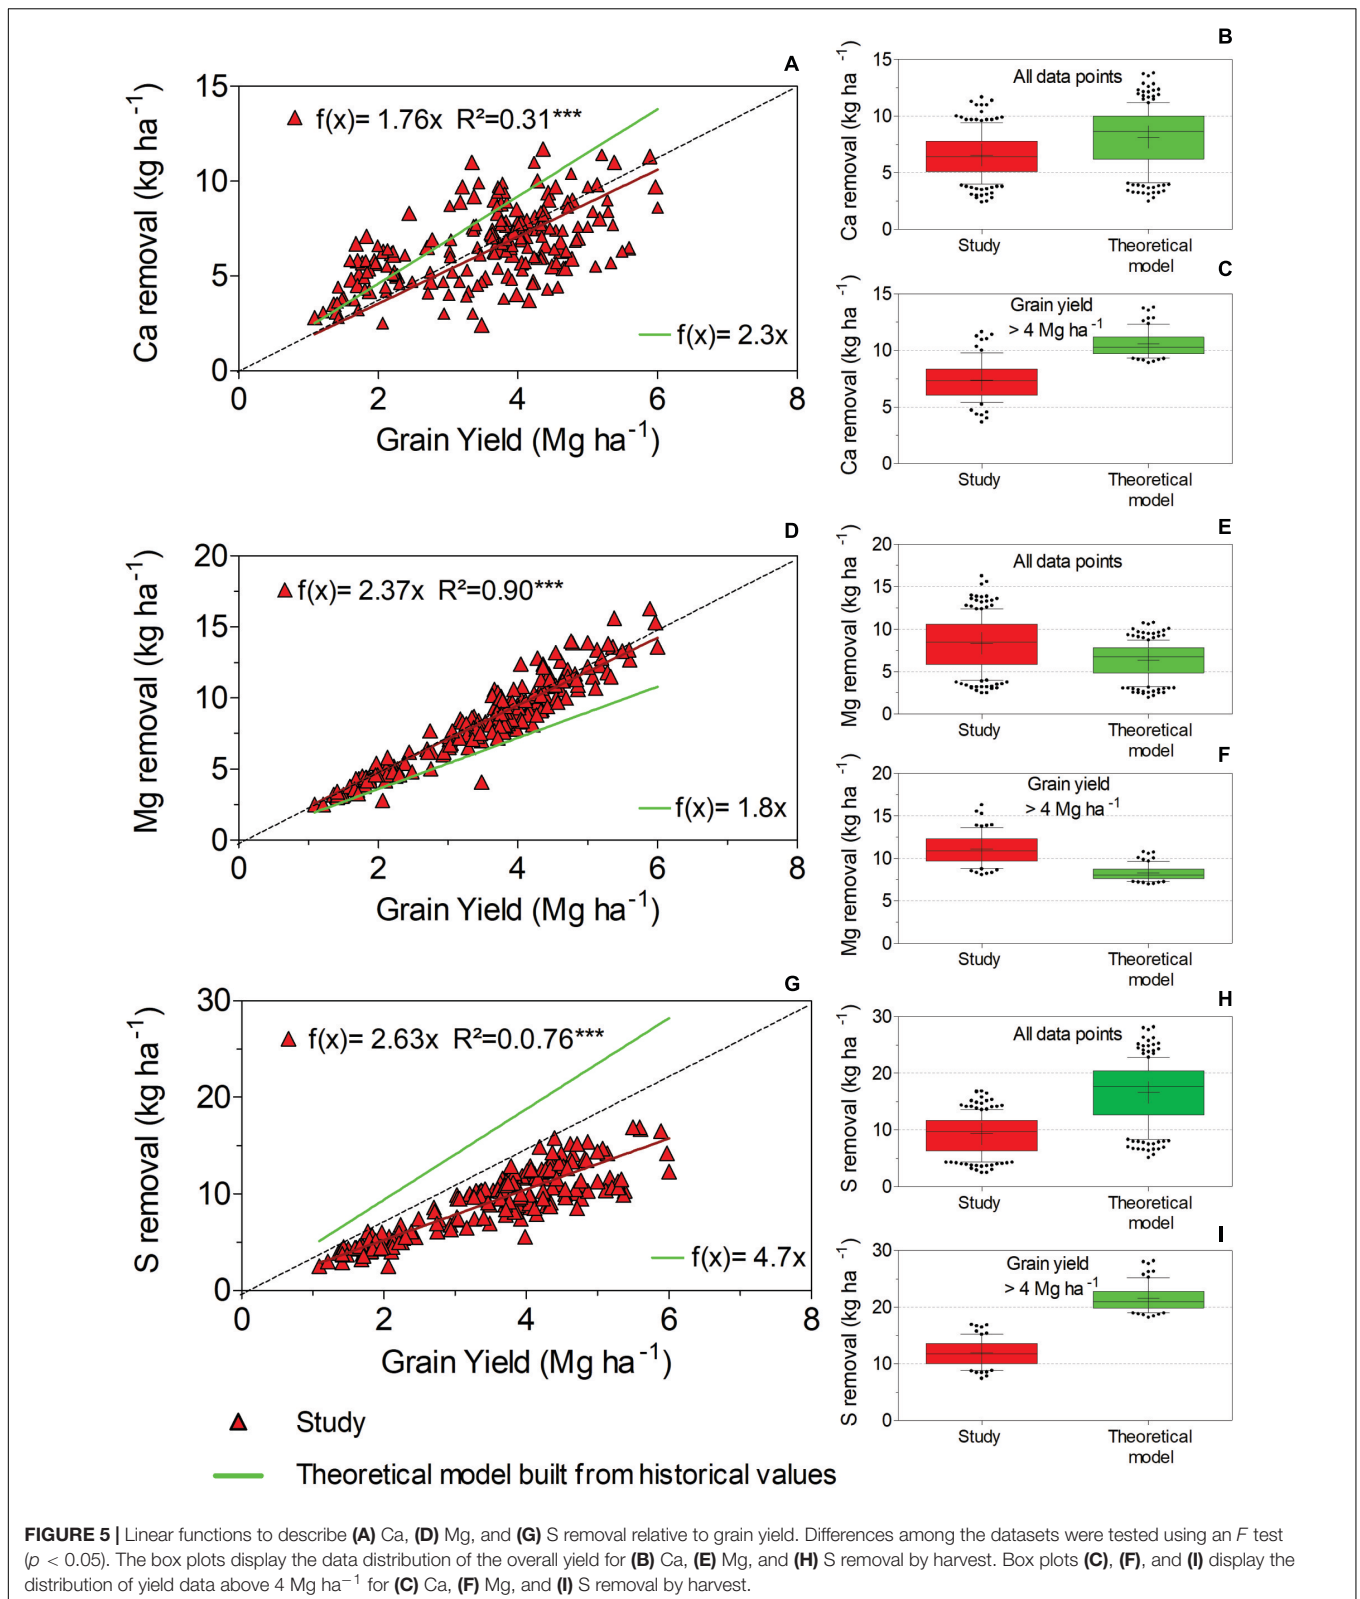 A
15
10
5
0
Ca removal (kg ha⁻¹)
f(x)= 1.76x R²=0.31***
f(x)= 2.3x
0 2 4 6 8
Grain Yield (Mg ha⁻¹)
B
15
10
5
0
Ca removal (kg ha ⁻¹)
All data points
Study Theoretical
model
C
15
10
5
0
Ca removal (kg ha ⁻¹)
Grain yield
> 4 Mg ha ⁻¹
Study Theoretical
model
D
20
15
10
5
0
Mg removal (kg ha⁻¹)
f(x)= 2.37x R²=0.90***
f(x)= 1.8x
0 2 4 6 8
Grain Yield (Mg ha⁻¹)
E
20
15
10
5
0
Mg removal (kg ha ⁻¹)
All data points
Study Theoretical
model
F
20
15
10
5
0
Mg removal (kg ha ⁻¹)
Grain yield
> 4 Mg ha ⁻¹
Study Theoretical
model
G
30
20
10
0
S removal (kg ha⁻¹)
f(x)= 2.63x R²=0.0.76***
f(x)= 4.7x
0 2 4 6 8
Grain Yield (Mg ha⁻¹)
H
30
20
10
0
S removal (kg ha ⁻¹)
All data points
Study Theoretical
model
I
30
20
10
0
S removal (kg ha ⁻¹)
Grain yield
> 4 Mg ha ⁻¹
Study Theoretical
model
Study
Theoretical model built from historical values
FIGURE 5 | Linear functions to describe (A) Ca, (D) Mg, and (G) S removal relative to grain yield. Differences among the datasets were tested using an F test
(p < 0.05). The box plots display the data distribution of the overall yield for (B) Ca, (E) Mg, and (H) S removal by harvest. Box plots (C), (F), and (I) display the
distribution of yield data above 4 Mg ha⁻¹ for (C) Ca, (F) Mg, and (I) S removal by harvest.